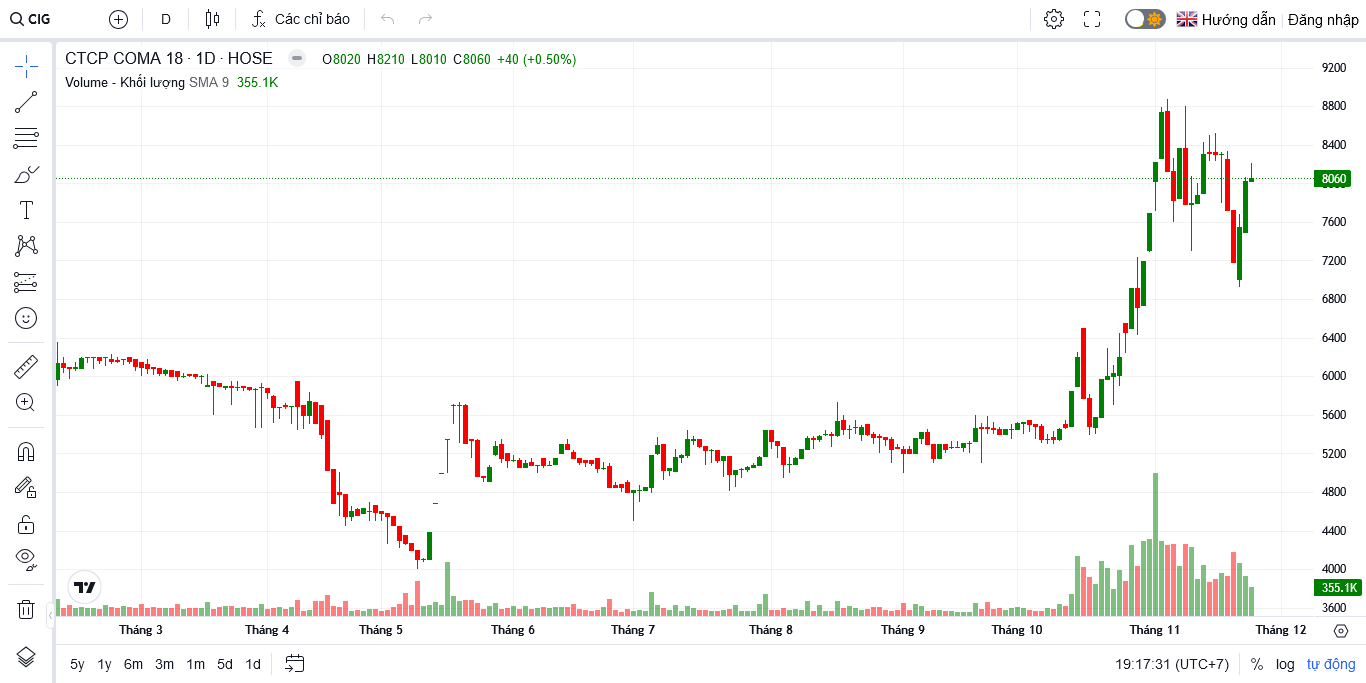 CIG D Các chỉ báo Hướng dẫn Đăng nhập
CTCP COMA 18 · 1D · HOSE O8020 H8210 L8010 C8060 +40 (+0.50%)
Volume - Khối lượng SMA 9 355.1K
9200
8800
8400
8060
7600
7200
6800
6400
6000
5600
5200
4800
4400
4000
355.1K
3600
Tháng 3 Tháng 4 Tháng 5 Tháng 6 Tháng 7 Tháng 8 Tháng 9 Tháng 10 Tháng 11 Tháng 12
5y 1y 6m 3m 1m 5d 1d 19:17:31 (UTC+7) % log tự động